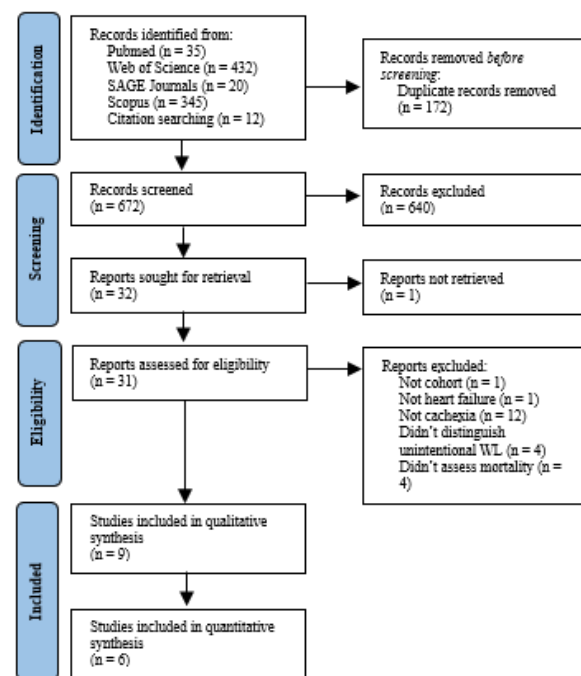 Identification
Records identified from:
Pubmed (n = 35)
Web of Science (n = 432)
SAGE Journals (n = 20)
Scopus (n = 345)
Citation searching (n = 12)
Records removed before
screening:
Duplicate records removed
(n = 172)
Screening
Records screened
(n = 672)
Records excluded
(n = 640)
Reports sought for retrieval
(n = 32)
Reports not retrieved
(n = 1)
Eligibility
Reports assessed for eligibility
(n = 31)
Reports excluded:
Not cohort (n = 1)
Not heart failure (n = 1)
Not cachexia (n = 12)
Didn't distinguish
unintentional WL (n = 4)
Didn't assess mortality (n =
4)
Included
Studies included in qualitative
synthesis
(n = 9)
Studies included in quantitative
synthesis
(n = 6)